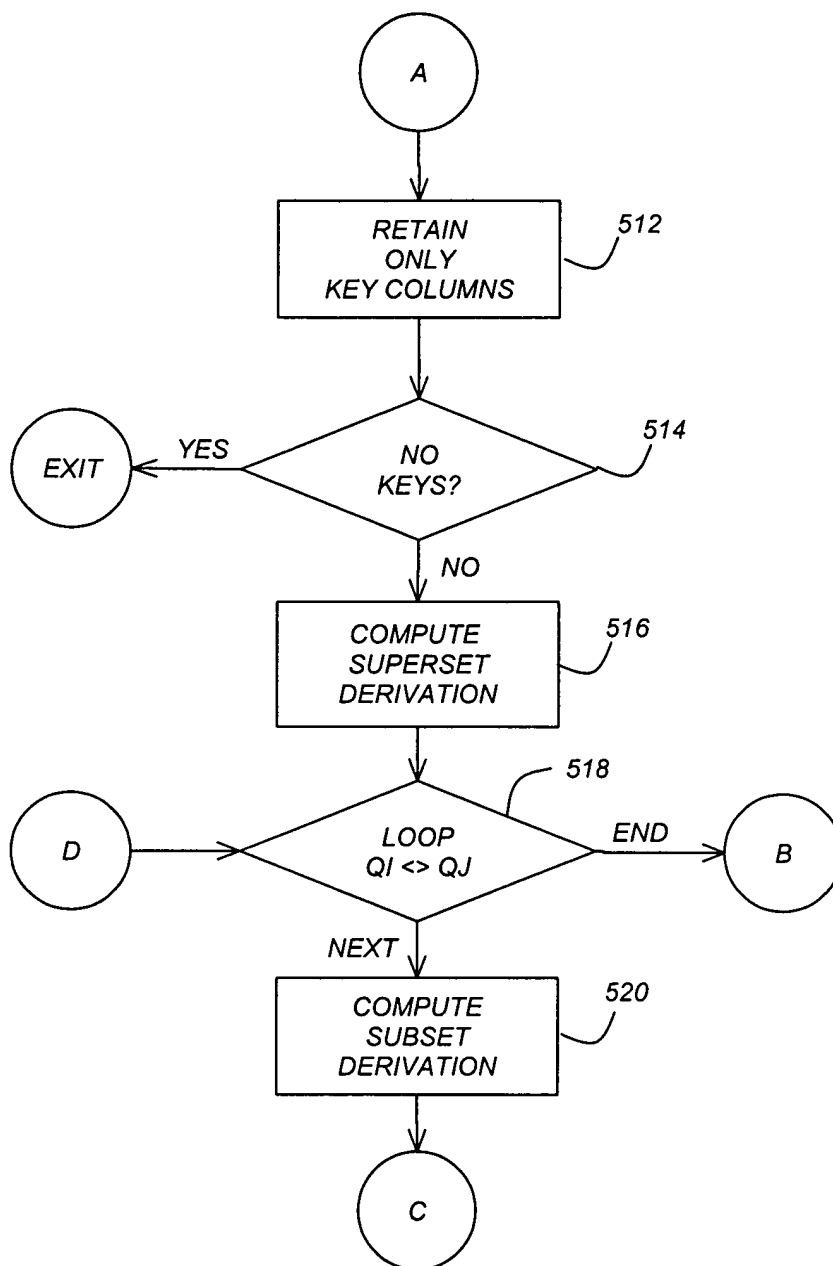 A
RETAIN
ONLY
KEY COLUMNS
512
NO
KEYS?
514
YES
EXIT
NO
COMPUTE
SUPERSET
DERIVATION
516
518
D
LOOP
QI <> QJ
END
B
NEXT
COMPUTE
SUBSET
DERIVATION
520
C